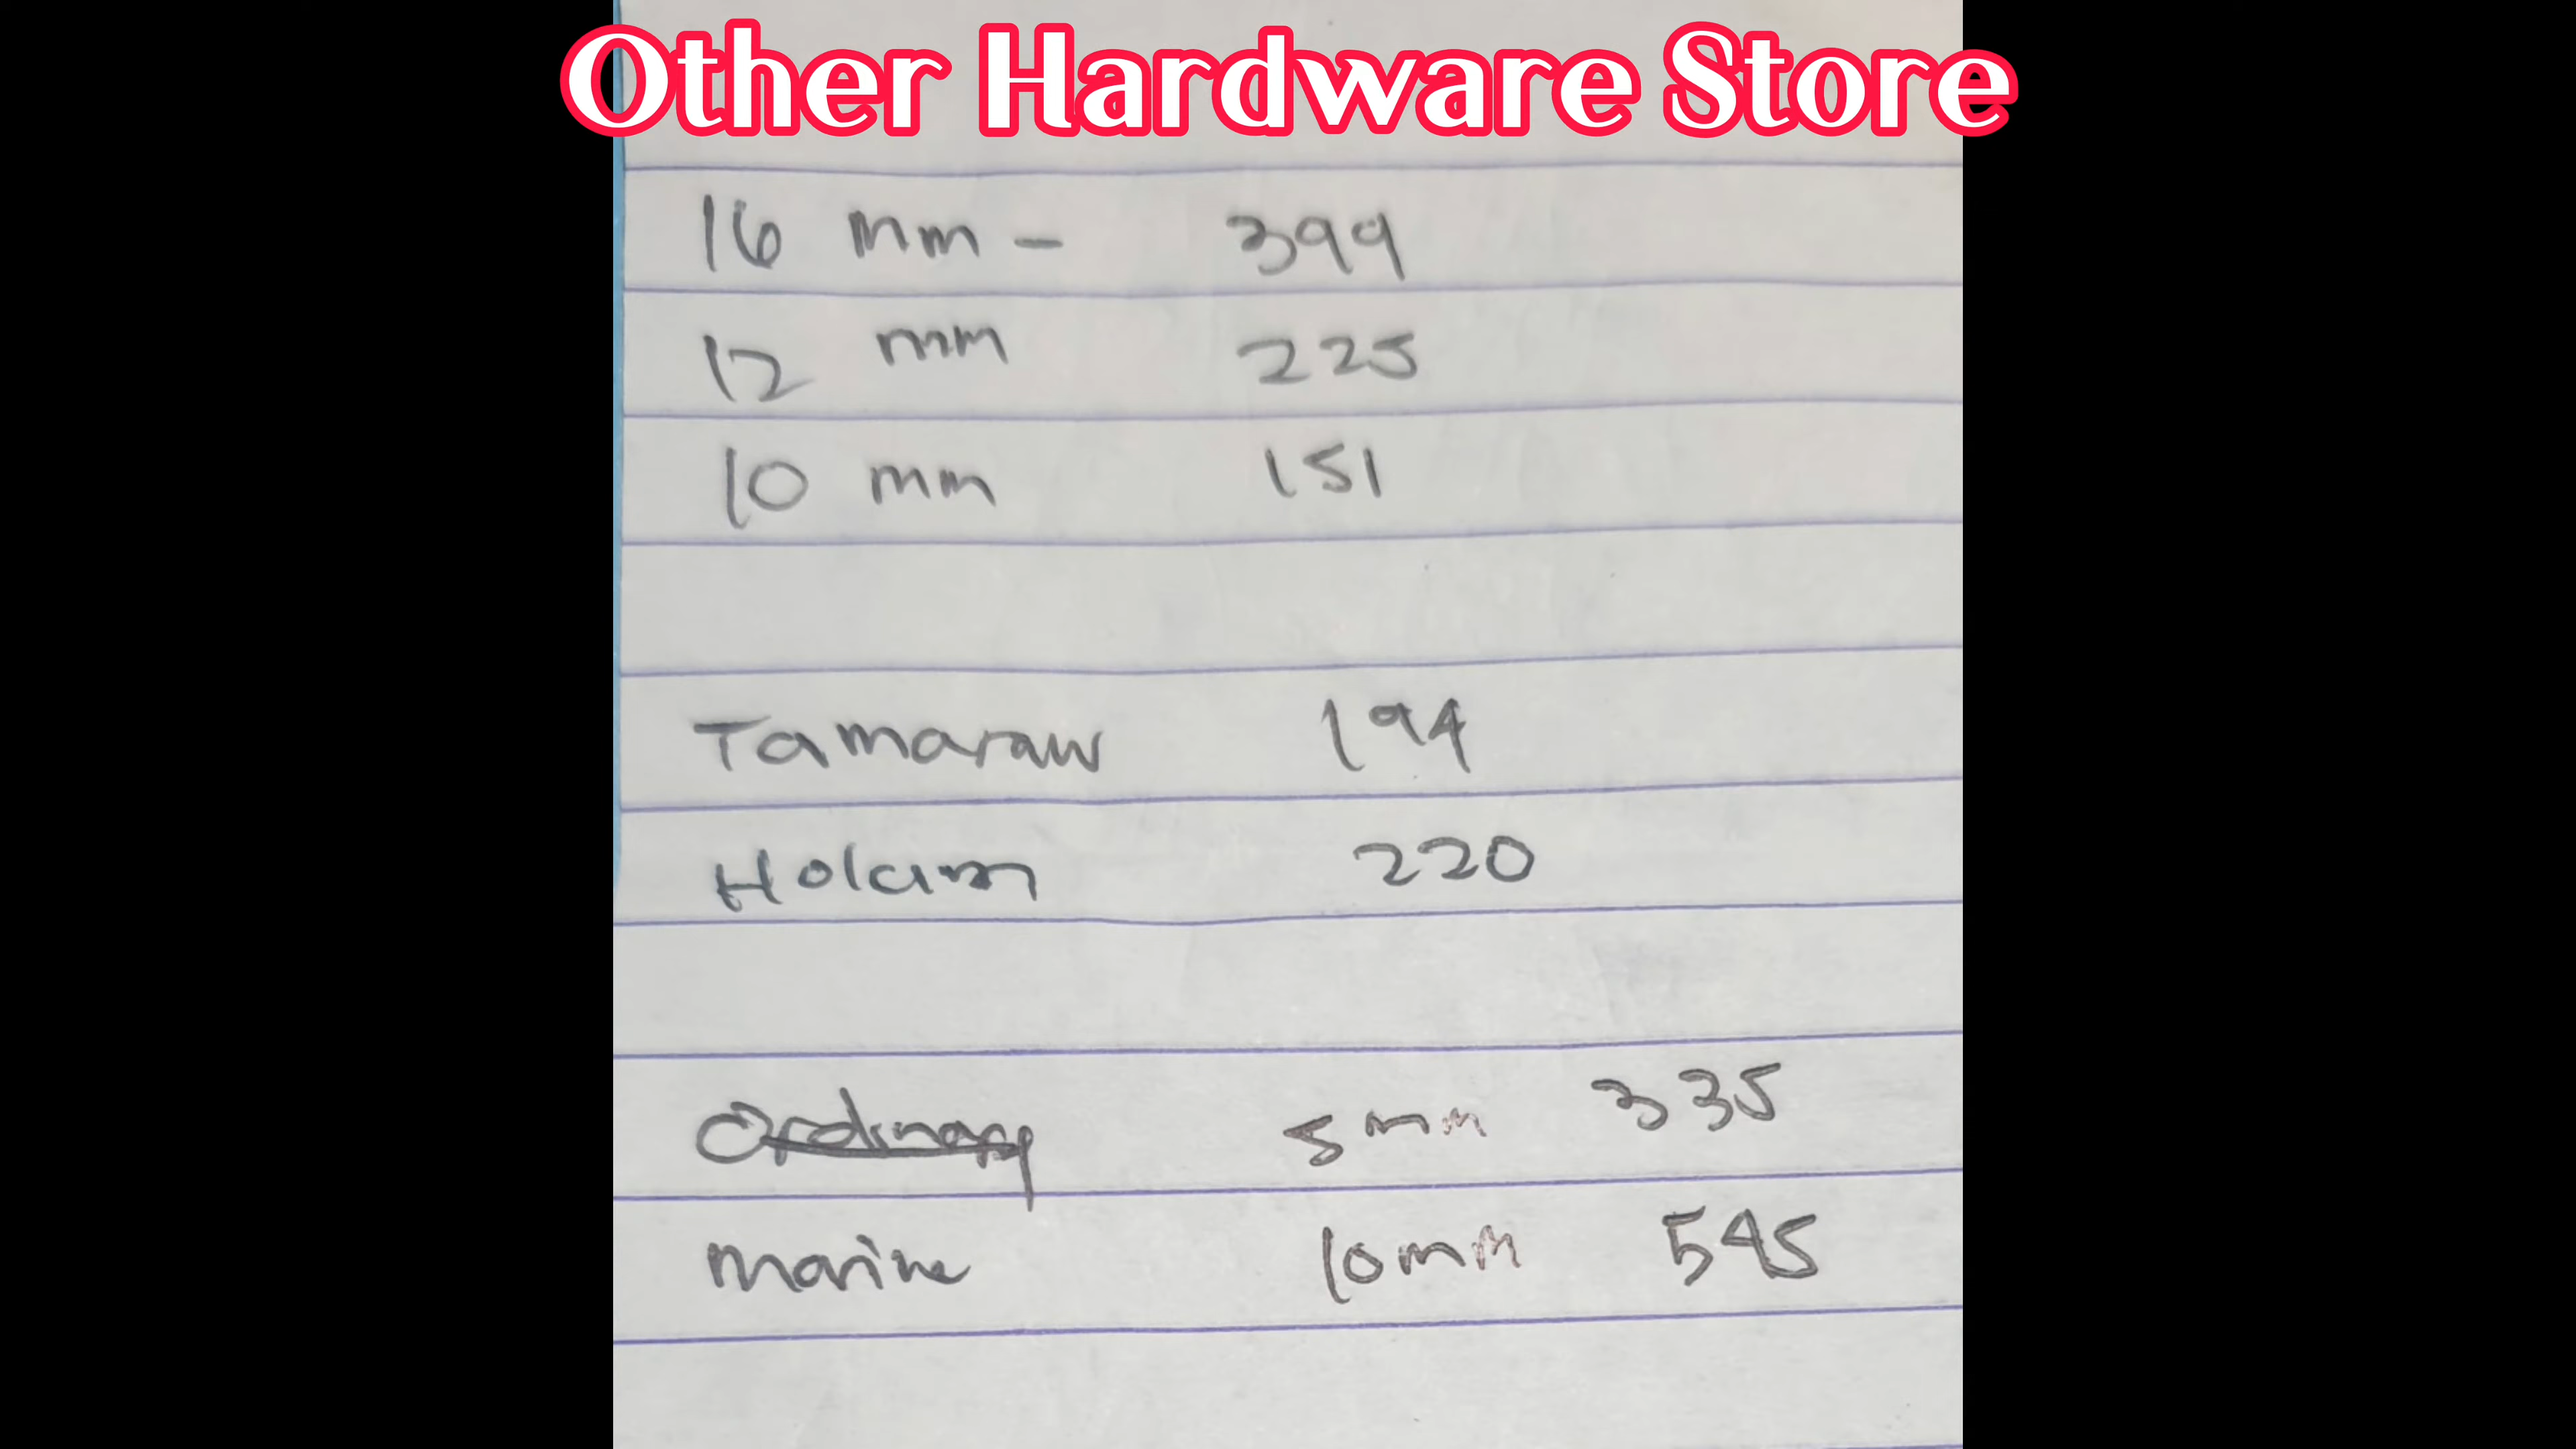 Other Hardware Store
16 mm - 399
12 mm 225
10 mm 151
Tamaraw 194
Holcim 220
Ordinary 5mm 335
marine 10mm 545